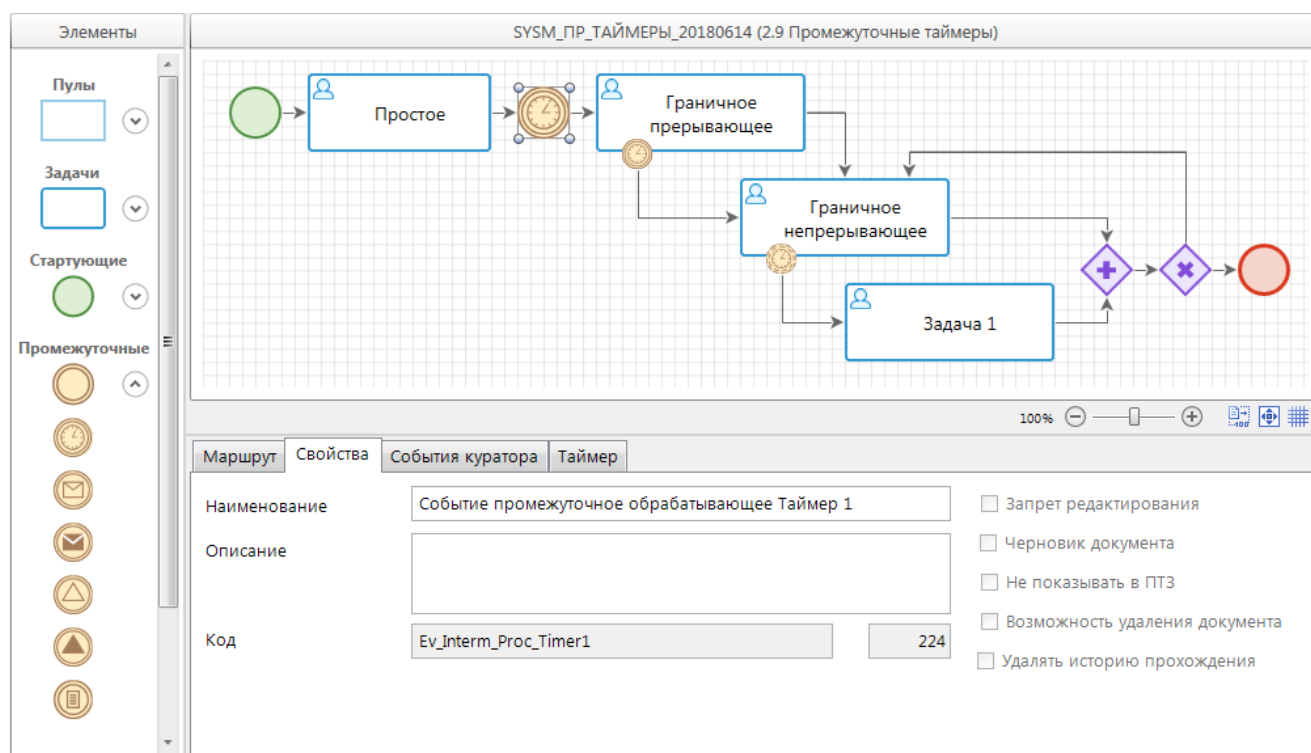 Элементы
SYSM_ПР_ТАЙМЕРЫ_20180614 (2.9 Промежуточные таймеры)
Пулы
Задачи
Стартующие
Промежуточные
Простое
Граничное
прерывающее
Граничное
непрерывающее
Задача 1
100%
Маршрут Свойства События куратора Таймер
Наименование Событие промежуточное обрабатывающее Таймер 1
Описание
Код Ev_Interm_Proc_Timer1 224
Запрет редактирования
Черновик документа
Не показывать в ПТЗ
Возможность удаления документа
Удалять историю прохождения